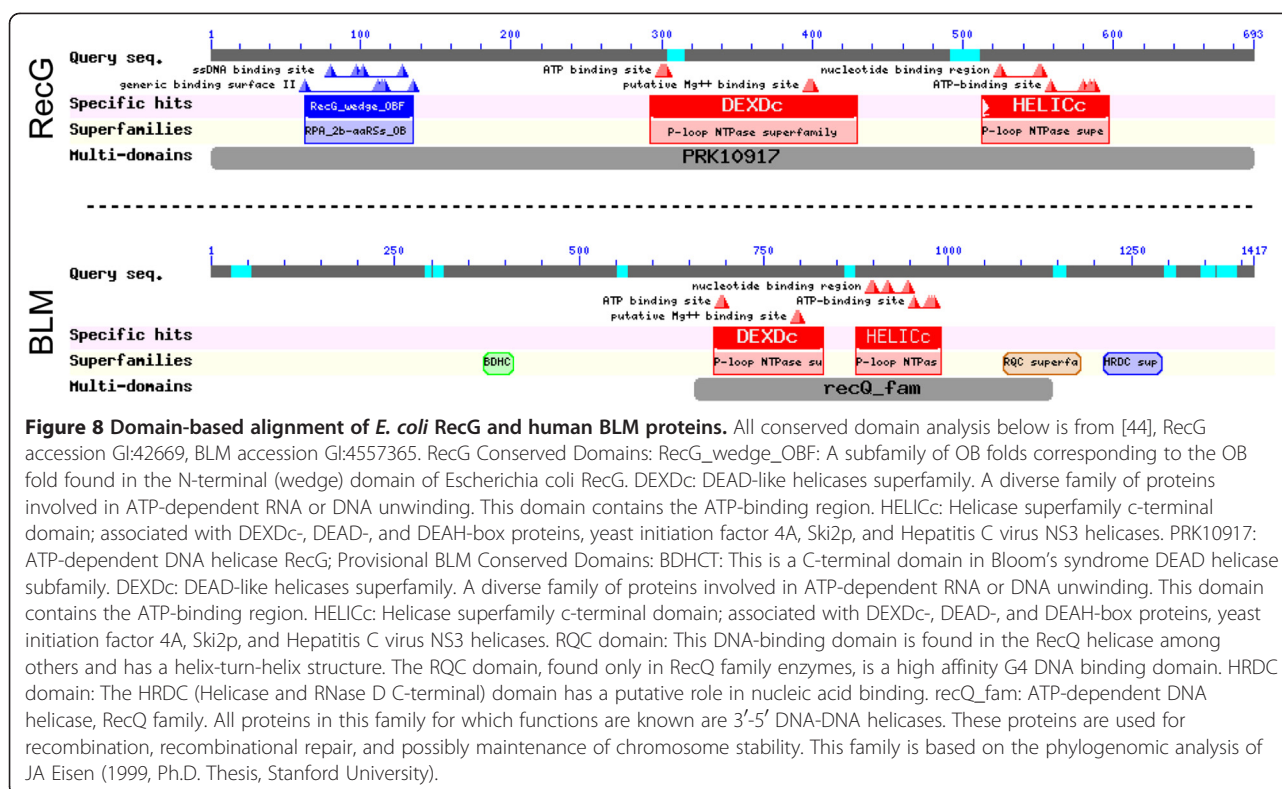 RecG
1 100 200 300 400 500 600 693
Query seq.
ssDNA binding site
ATP binding site
nucleotide binding region
generic binding surface II
putative Mg++ binding site
ATP-binding site
Specific hits
RecG_wedge_OBF
DEXDc
HELICc
Superfamilies
RPA_2b-aaRSs_OB
P-loop NTPase superfamily
P-loop NTPase supe
Multi-domains
PRK10917
BLM
1 250 500 750 1000 1250 1417
Query seq.
nucleotide binding region
ATP binding site
ATP-binding site
putative Mg++ binding site
Specific hits
DEXDc
HELICc
Superfamilies
BDHC
P-loop NTPase su
P-loop NTPas
RQC superfa
HRDC sup
Multi-domains
recQ_fam
Figure 8 Domain-based alignment of E. coli RecG and human BLM proteins. All conserved domain analysis below is from [44], RecG
accession GI:42669, BLM accession GI:4557365. RecG Conserved Domains: RecG_wedge_OBF: A subfamily of OB folds corresponding to the OB
fold found in the N-terminal (wedge) domain of Escherichia coli RecG. DEXDc: DEAD-like helicases superfamily. A diverse family of proteins
involved in ATP-dependent RNA or DNA unwinding. This domain contains the ATP-binding region. HELICc: Helicase superfamily c-terminal
domain; associated with DEXDc-, DEAD-, and DEAH-box proteins, yeast initiation factor 4A, Ski2p, and Hepatitis C virus NS3 helicases. PRK10917:
ATP-dependent DNA helicase RecG; Provisional BLM Conserved Domains: BDHCT: This is a C-terminal domain in Bloom's syndrome DEAD helicase
subfamily. DEXDc: DEAD-like helicases superfamily. A diverse family of proteins involved in ATP-dependent RNA or DNA unwinding. This domain
contains the ATP-binding region. HELICc: Helicase superfamily c-terminal domain; associated with DEXDc-, DEAD-, and DEAH-box proteins, yeast
initiation factor 4A, Ski2p, and Hepatitis C virus NS3 helicases. RQC domain: This DNA-binding domain is found in the RecQ helicase among
others and has a helix-turn-helix structure. The RQC domain, found only in RecQ family enzymes, is a high affinity G4 DNA binding domain. HRDC
domain: The HRDC (Helicase and RNase D C-terminal) domain has a putative role in nucleic acid binding. recQ_fam: ATP-dependent DNA
helicase, RecQ family. All proteins in this family for which functions are known are 3′-5′ DNA-DNA helicases. These proteins are used for
recombination, recombinational repair, and possibly maintenance of chromosome stability. This family is based on the phylogenomic analysis of
JA Eisen (1999, Ph.D. Thesis, Stanford University).